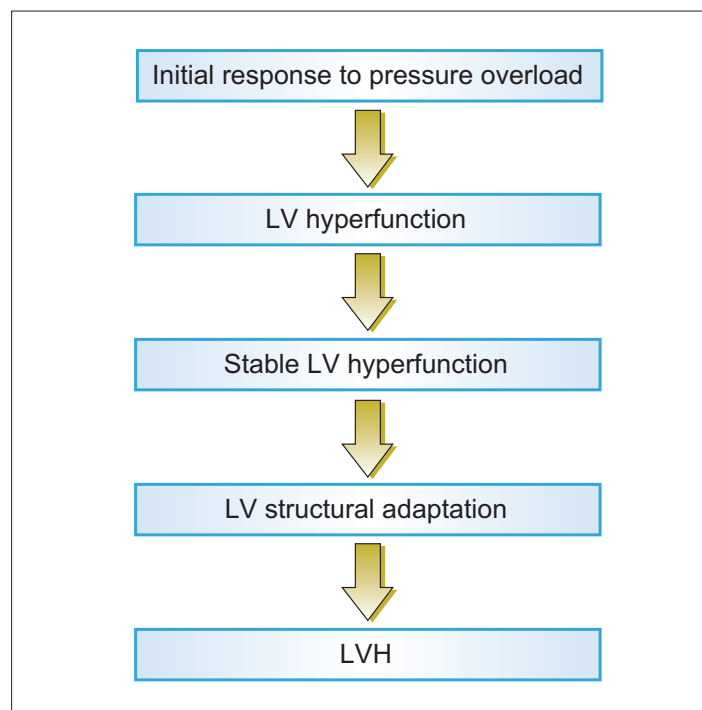 Initial response to pressure overload
LV hyperfunction
Stable LV hyperfunction
LV structural adaptation
LVH